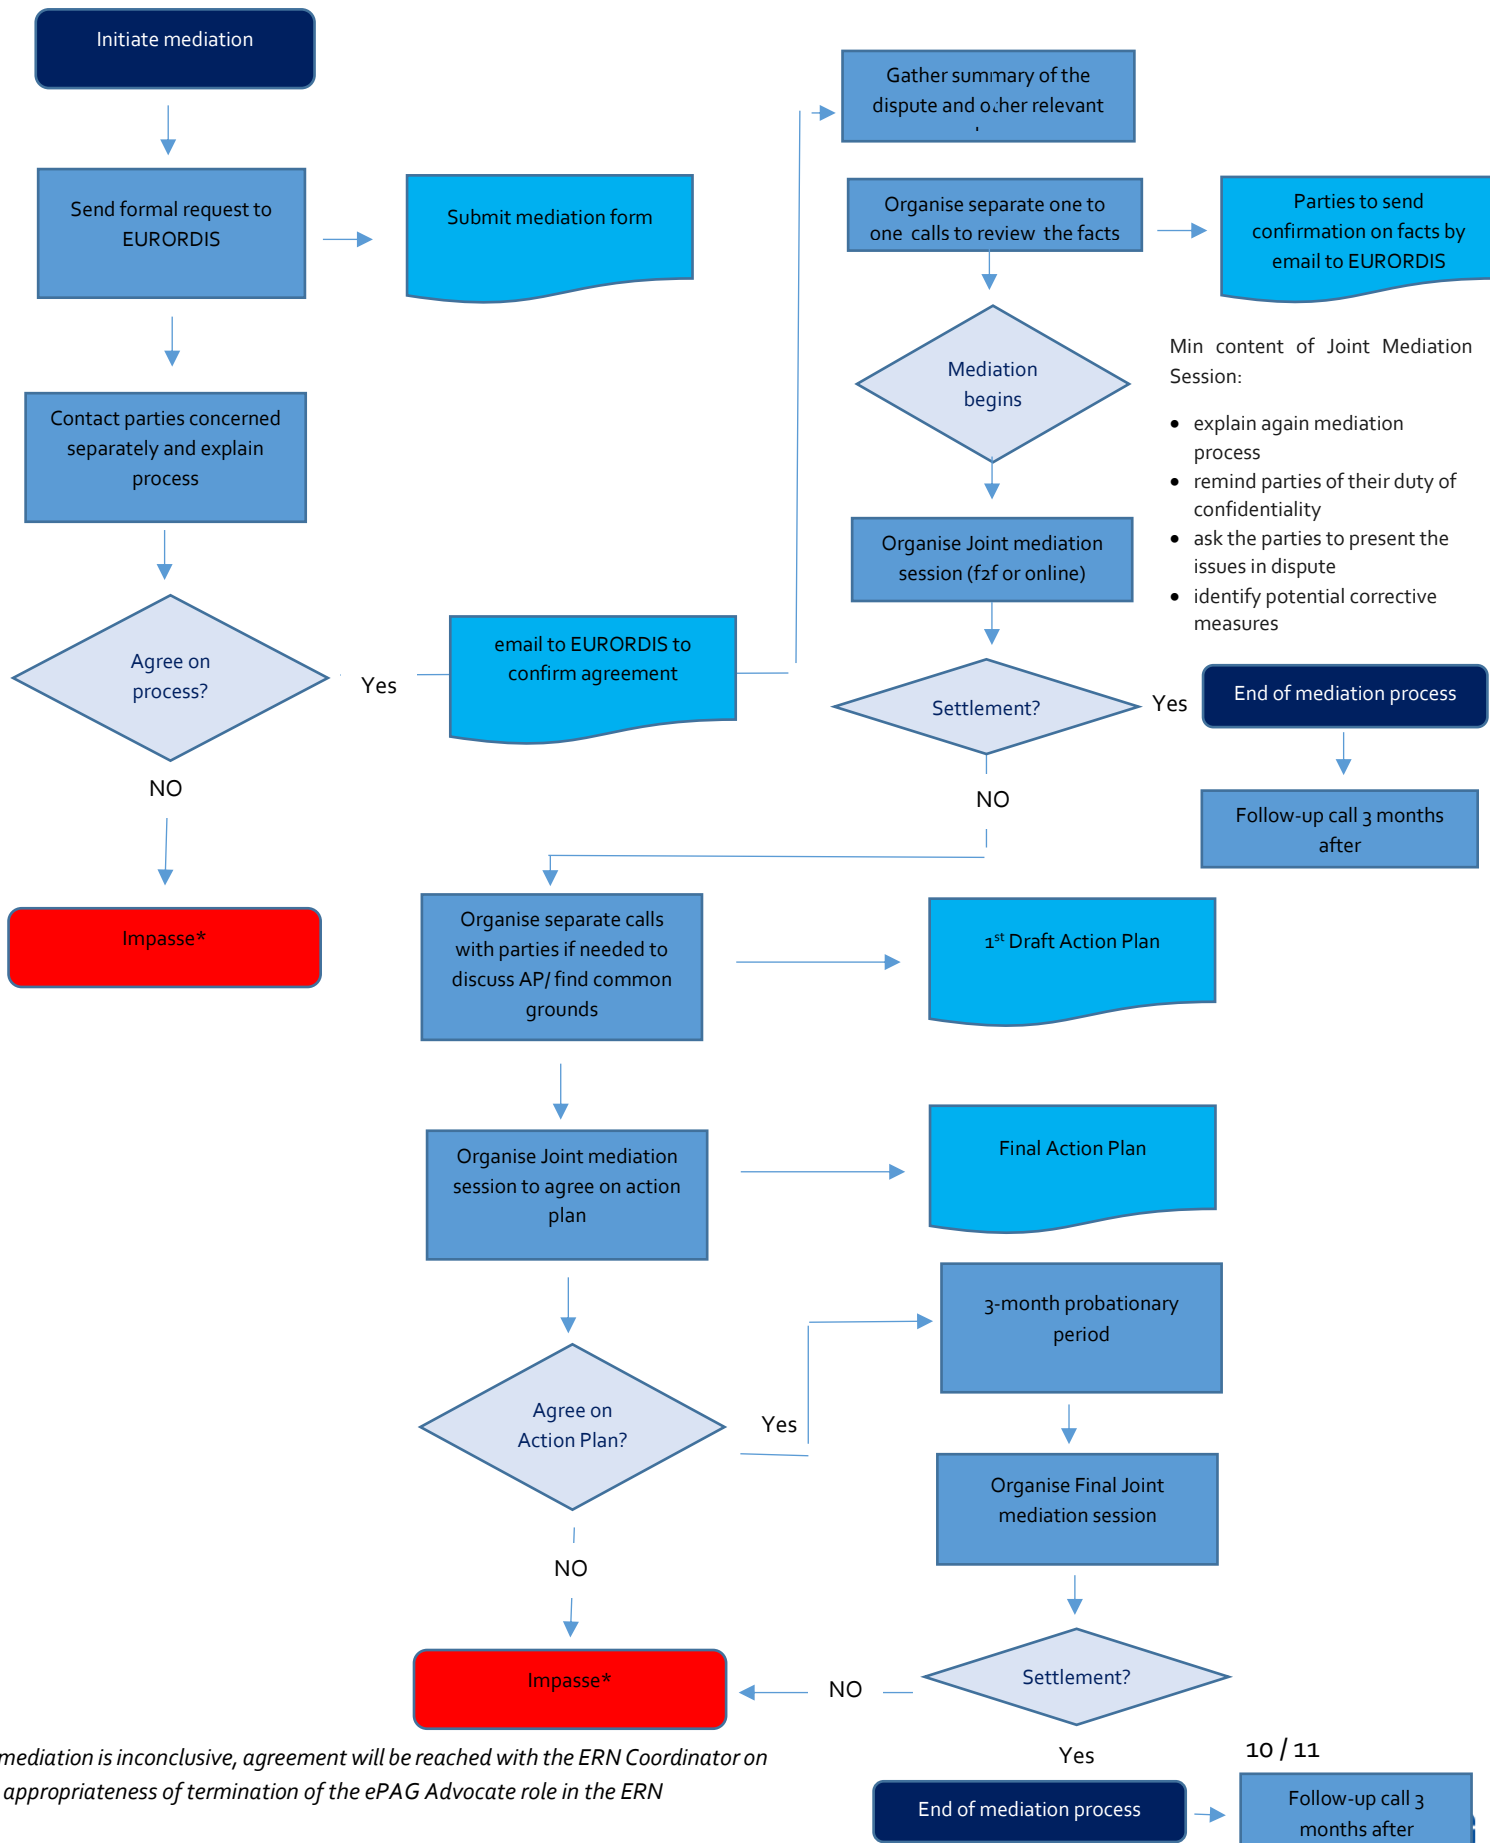 Initiate mediation
Send formal request to
EURORDIS
Submit mediation form
Contact parties concerned
separately and explain
process
Agree on
process?
Yes
email to EURORDIS to
confirm agreement
NO
Impasse*
Gather summary of the
dispute and other relevant
Organise separate one to
one calls to review the facts
Parties to send
confirmation on facts by
email to EURORDIS
Mediation
begins
Min content of Joint Mediation
Session:
• explain again mediation
process
• remind parties of their duty of
confidentiality
• ask the parties to present the
issues in dispute
• identify potential corrective
measures
Organise Joint mediation
session (f2f or online)
Settlement?
Yes
End of mediation process
Follow-up call 3 months
after
NO
Organise separate calls
with parties if needed to
discuss AP/ find common
grounds
1st Draft Action Plan
Organise Joint mediation
session to agree on action
plan
Final Action Plan
Agree on
Action Plan?
Yes
3-month probationary
period
Organise Final Joint
mediation session
NO
Impasse*
NO
Settlement?
Yes
End of mediation process
Follow-up call 3
months after
mediation is inconclusive, agreement will be reached with the ERN Coordinator on
appropriateness of termination of the ePAG Advocate role in the ERN
10 / 11